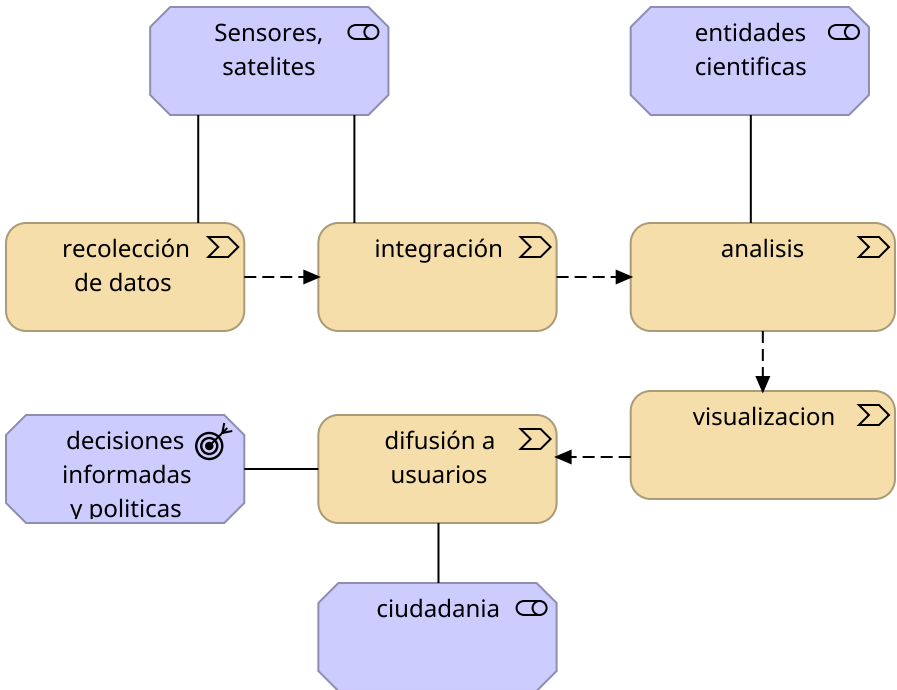 Sensores,
satelites
entidades
cientificas
recolección
de datos
integración
analisis
visualizacion
decisiones
informadas
y politicas
difusión a
usuarios
ciudadania